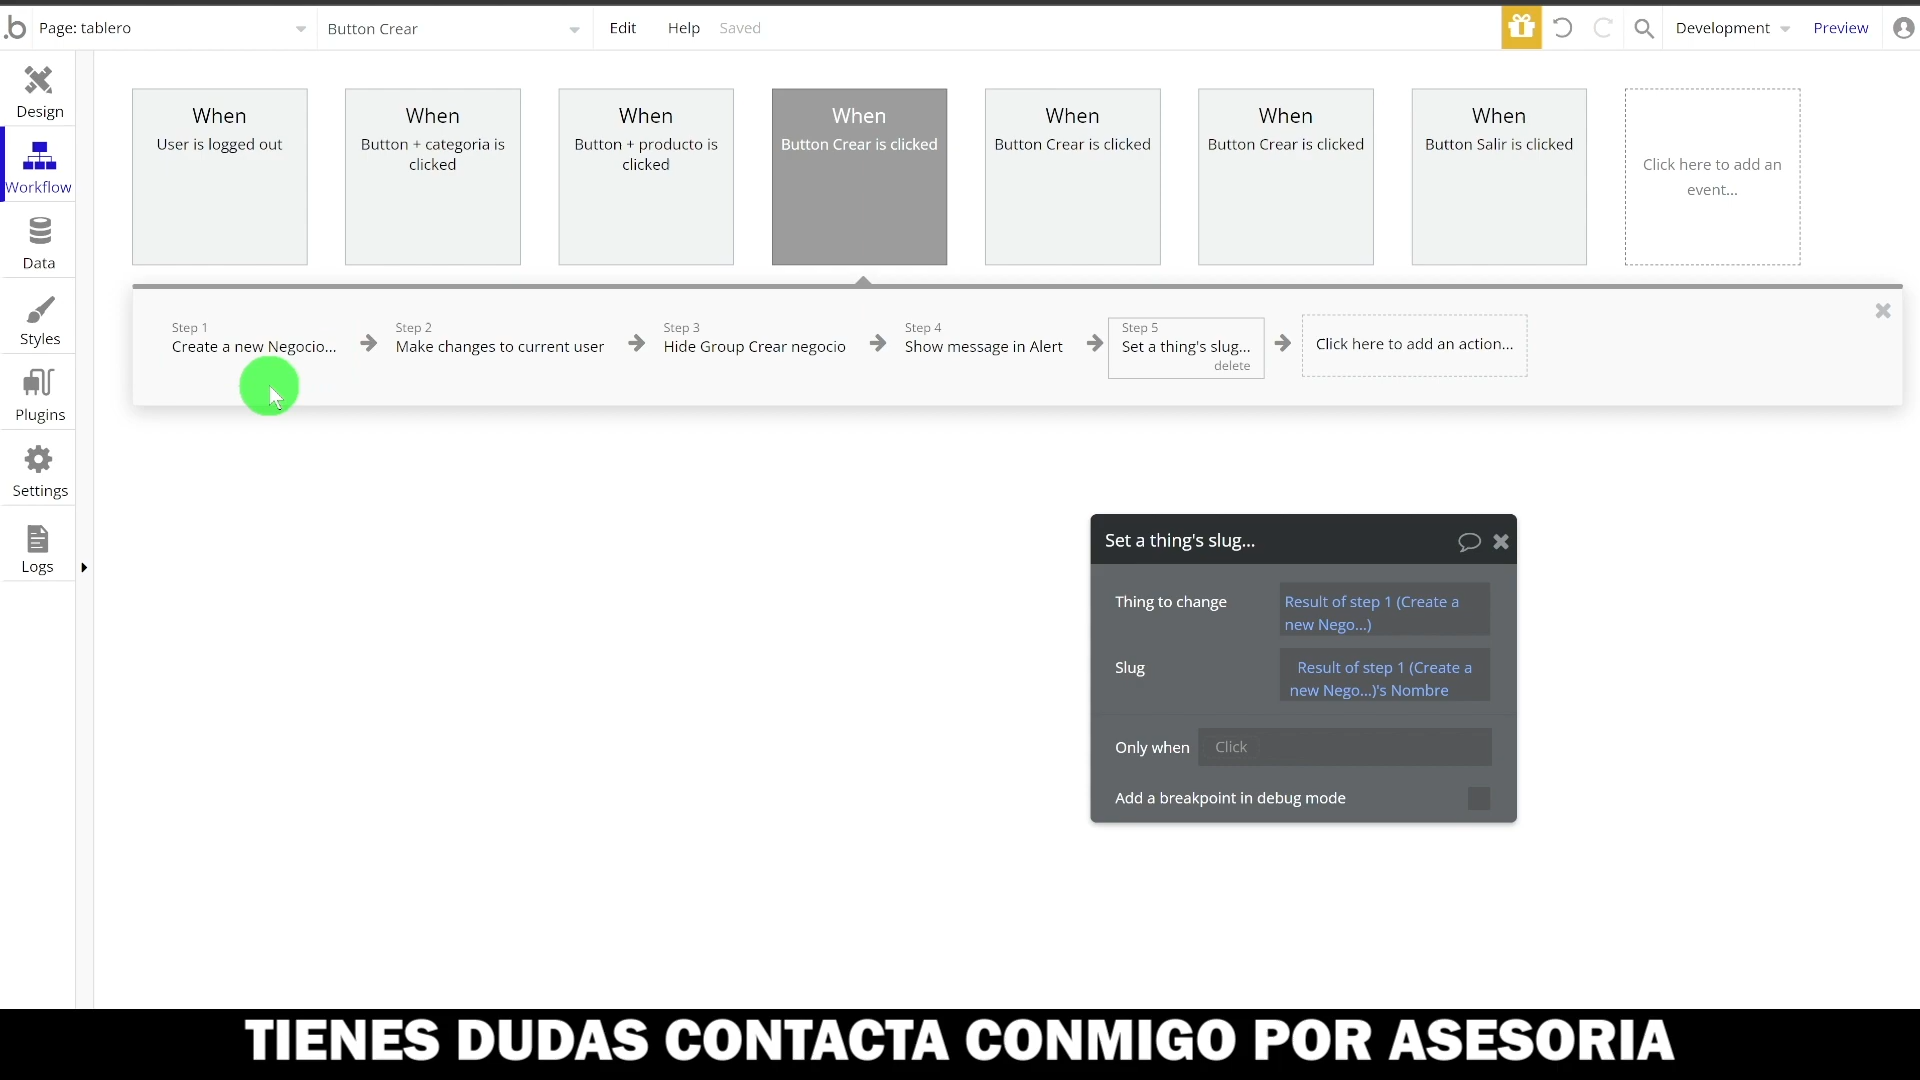 .b
Page: tablero
Button Crear
Edit
Help
Saved
Development
Preview
Design
Workflow
Data
Styles
Plugins
Settings
Logs
When
User is logged out
When
Button + categoria is
clicked
When
Button + producto is
clicked
When
Button Crear is clicked
When
Button Crear is clicked
When
Button Crear is clicked
When
Button Salir is clicked
Click here to add an
event...
Step 1
Create a new Negocio...
Step 2
Make changes to current user
Step 3
Hide Group Crear negocio
Step 4
Show message in Alert
Step 5
Set a thing's slug...
delete
Click here to add an action...
Set a thing's slug...
Thing to change
Result of step 1 (Create a
new Nego...)
Slug
Result of step 1 (Create a
new Nego...)'s Nombre
Only when
Click
Add a breakpoint in debug mode
TIENES DUDAS CONTACTA CONMIGO POR ASESORIA